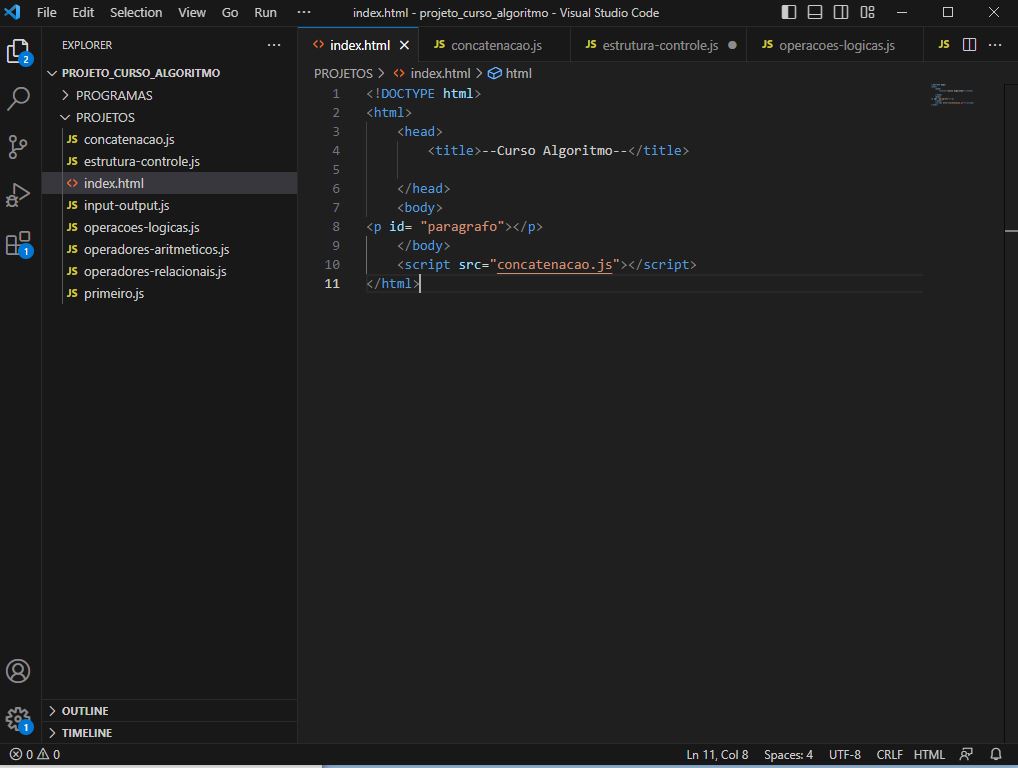 File Edit Selection View Go Run ··· index.html - projeto_curso_algoritmo - Visual Studio Code
EXPLORER ···
PROJETO_CURSO_ALGORITMO
PROGRAMAS
PROJETOS
JS concatenacao.js
JS estrutura-controle.js
<> index.html
JS input-output.js
JS operacoes-logicas.js
JS operadores-aritmeticos.js
JS operadores-relacionais.js
JS primeiro.js
OUTLINE
TIMELINE
2
1
1
<> index.html JS concatenacao.js JS estrutura-controle.js JS operacoes-logicas.js JS ···
PROJETOS > <> index.html > html
1 <!DOCTYPE html>
2 <html>
3 <head>
4 <title>--Curso Algoritmo--</title>
5
6 </head>
7 <body>
8 <p id= "paragrafo"></p>
9 </body>
10 <script src="concatenacao.js"></script>
11 </html>
0 0 Ln 11, Col 8 Spaces: 4 UTF-8 CRLF HTML